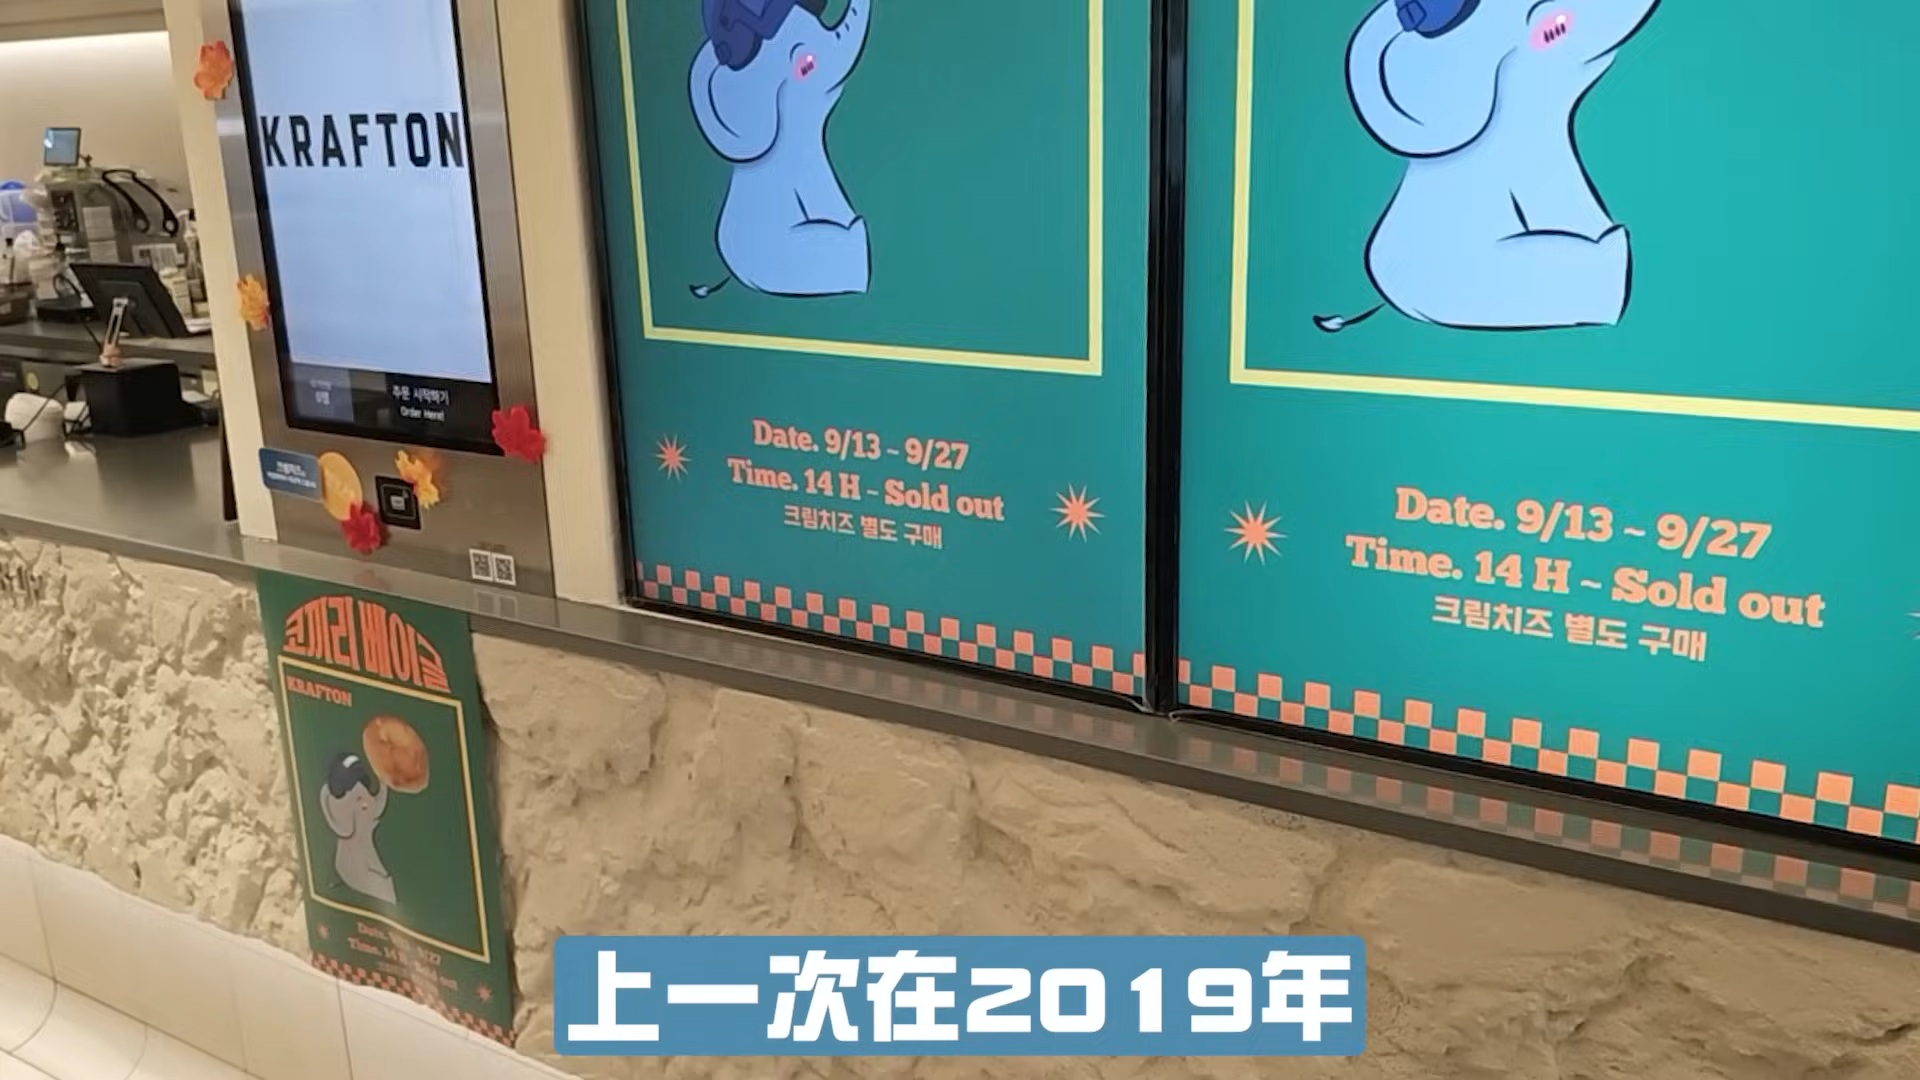 KRAFTON
주문 시작하기
Order Here!
Date. 9/13 ~ 9/27
Time. 14 H ~ Sold out
크림치즈 별도 구매
Date. 9/13 ~ 9/27
Time. 14 H ~ Sold out
크림치즈 별도 구매
코끼리 베이글
KRAFTON
上一次在2019年